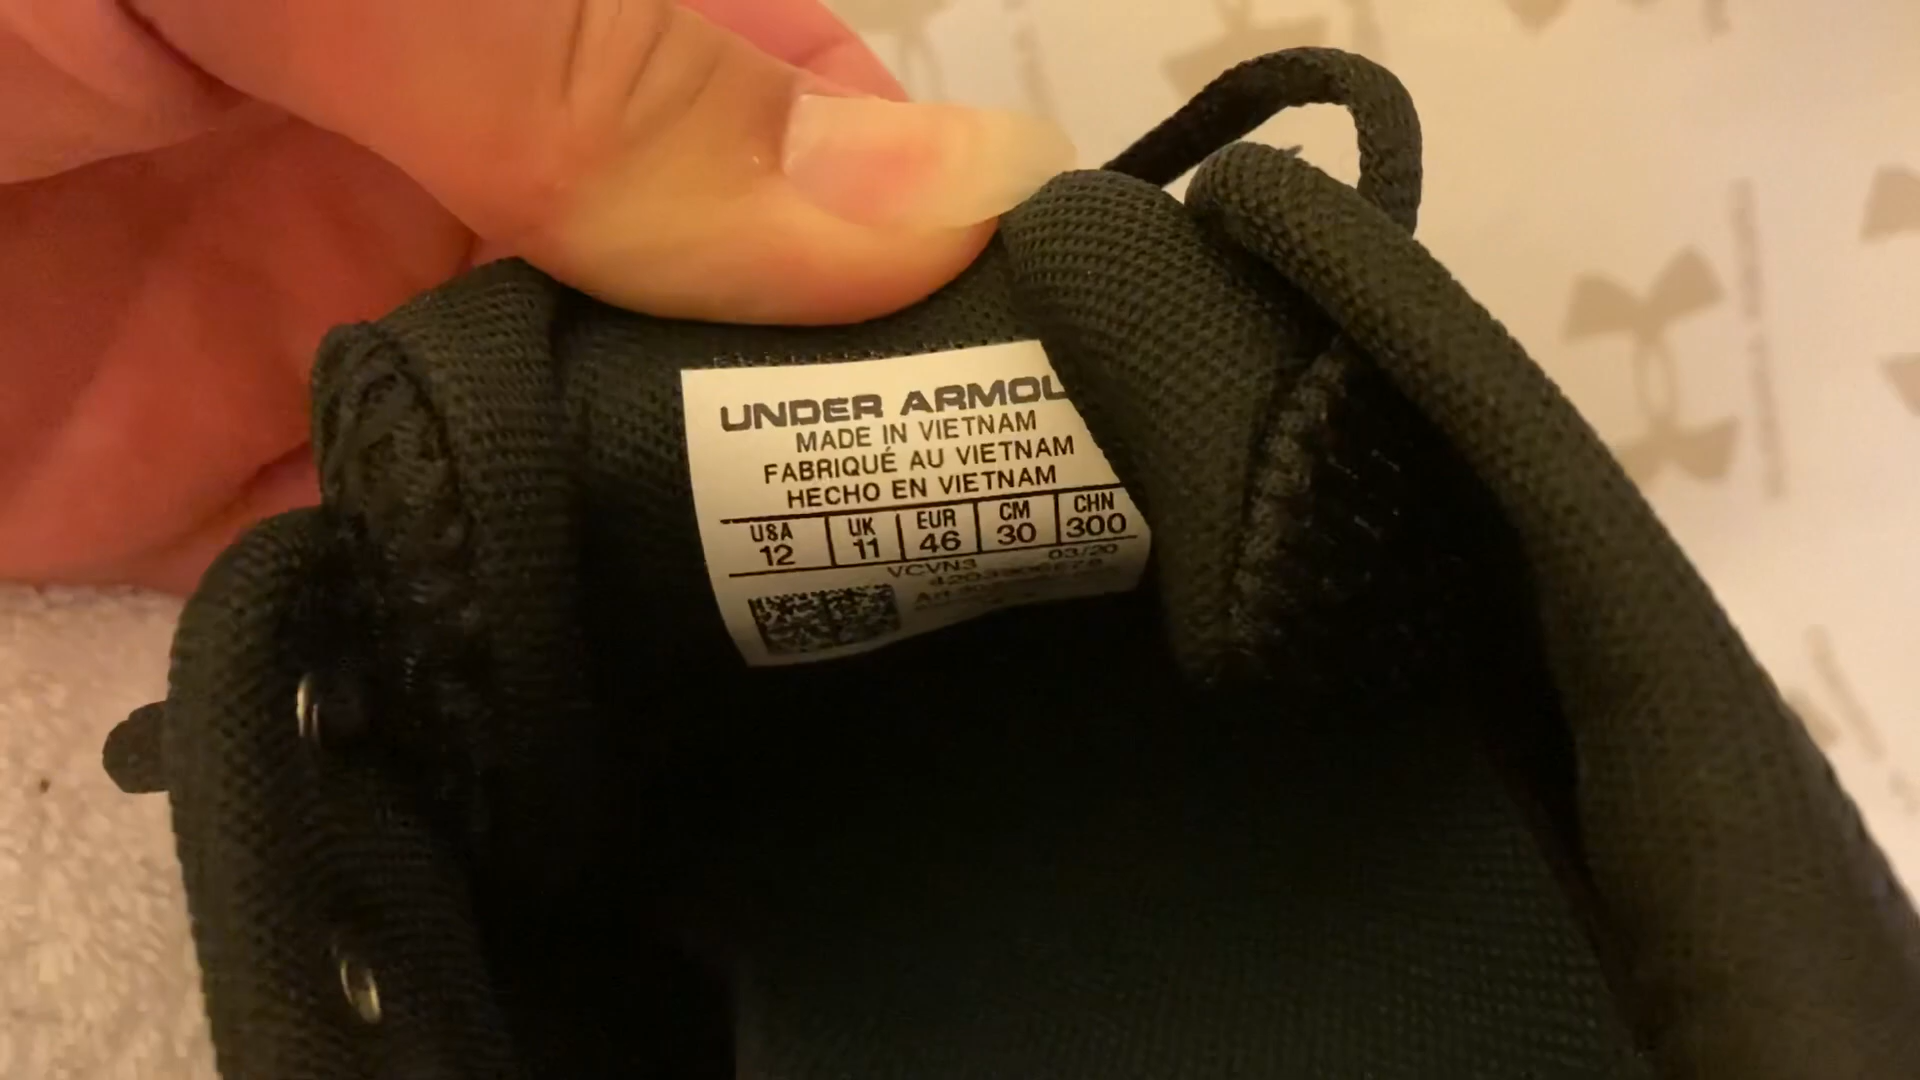 UNDER ARMOU
MADE IN VIETNAM
FABRIQUÉ AU VIETNAM
HECHO EN VIETNAM
USA UK EUR CM CHN
12 11 46 30 300
VCVN3 03/20